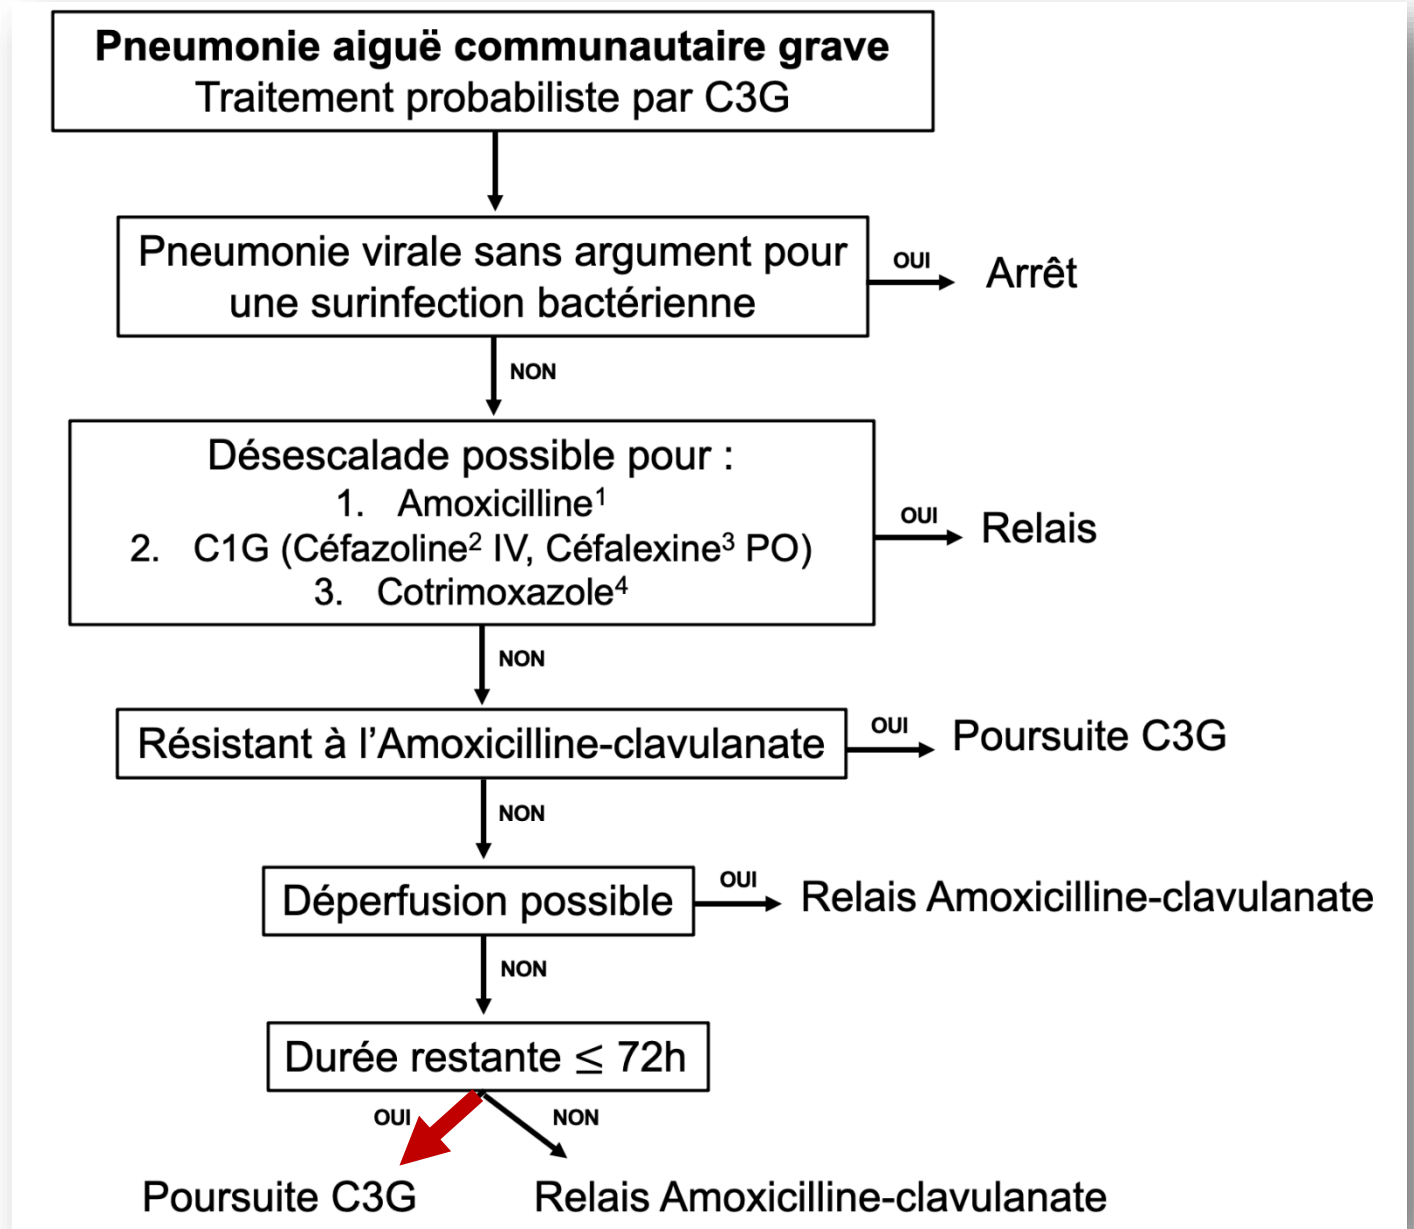 Pneumonie aiguë communautaire grave
Traitement probabiliste par C3G
Pneumonie virale sans argument pour
une surinfection bactérienne
OUI
Arrêt
NON
Désescalade possible pour :
1. Amoxicilline¹
2. C1G (Céfazoline² IV, Céfalexine³ PO)
3. Cotrimoxazole⁴
OUI
Relais
NON
Résistant à l'Amoxicilline-clavulanate
OUI
Poursuite C3G
NON
Déperfusion possible
OUI
Relais Amoxicilline-clavulanate
NON
Durée restante ≤ 72h
OUI
NON
Poursuite C3G
Relais Amoxicilline-clavulanate